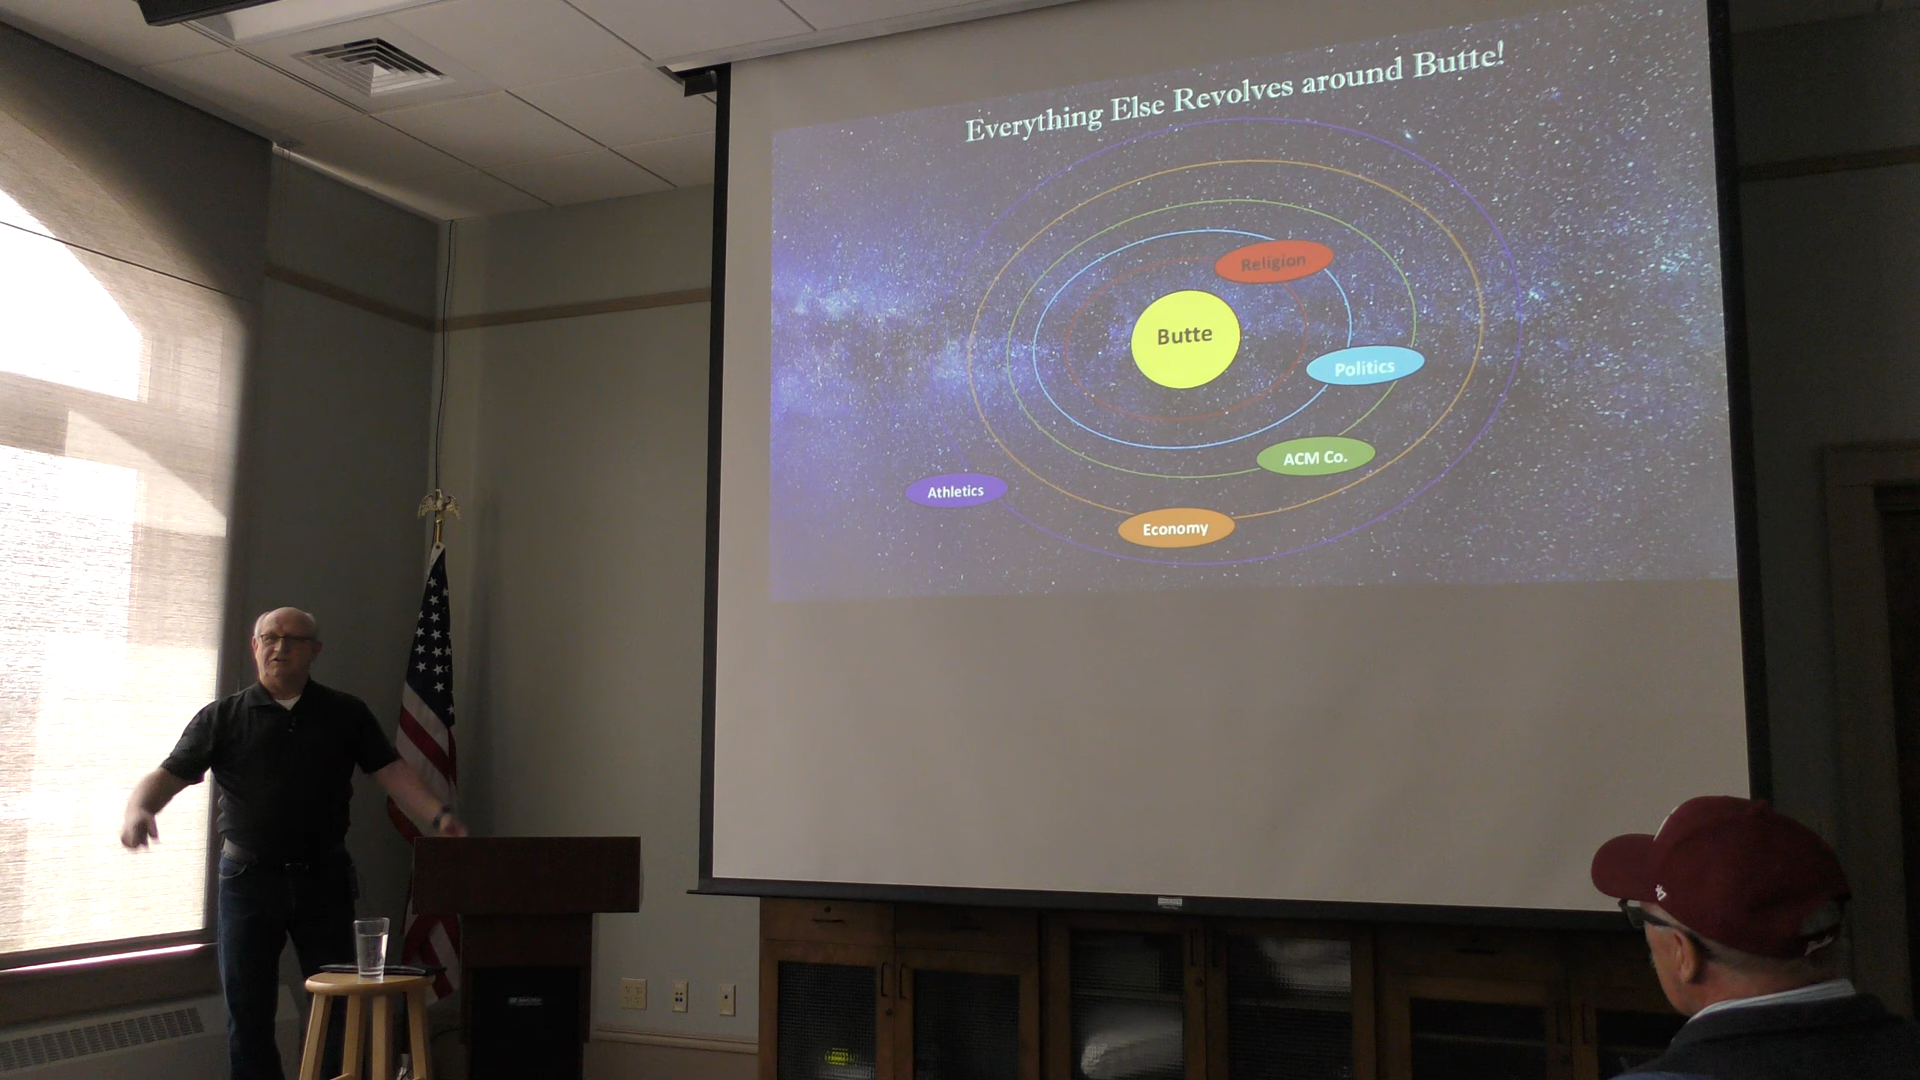 Everything Else Revolves around Butte!
Religion
Butte
Politics
ACM Co.
Athletics
Economy